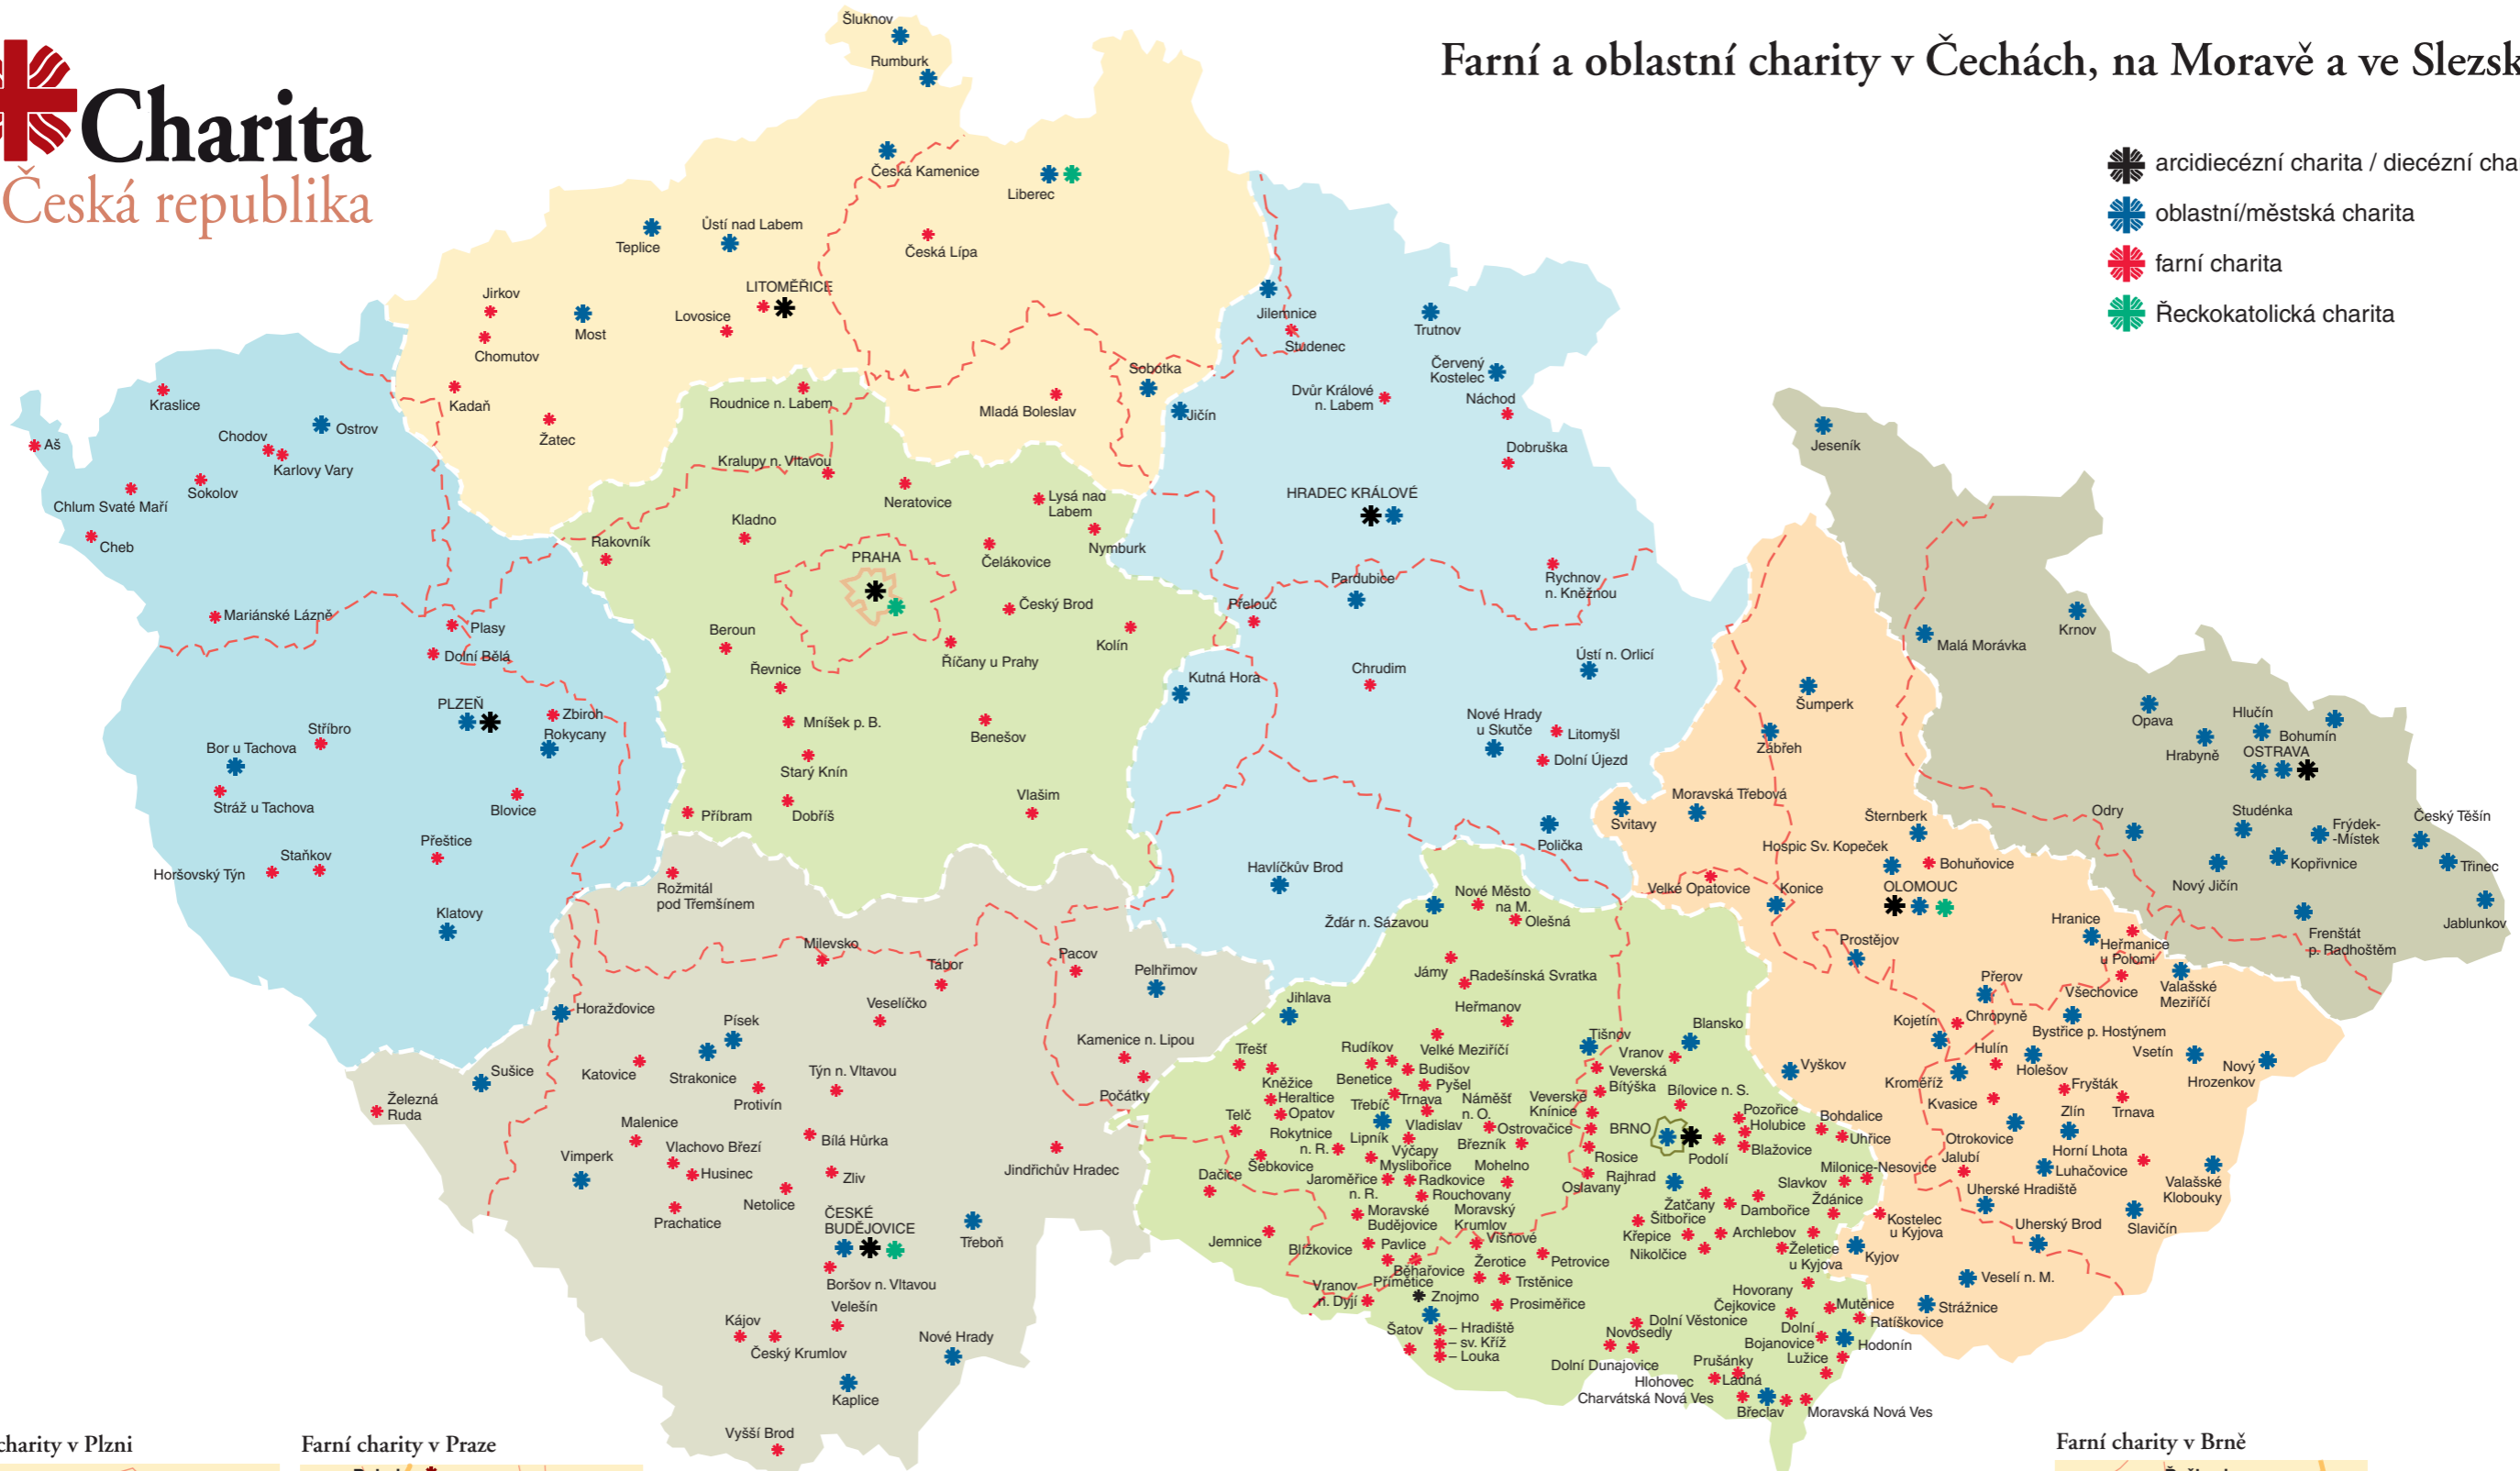 Charita
Česká republika
Farní a oblastní charity v Čechách, na Moravě a ve Slezsk
arcidiecézní charita / diecézní cha
oblastní/městská charita
farní charita
Řeckokatolická charita
Šluknov
Rumburk
Česká Kamenice
Liberec
Teplice
Ústí nad Labem
Česká Lípa
LITOMĚŘICE
Jirkov
Most
Lovosice
Chomutov
Kadaň
Žatec
Roudnice n. Labem
Mladá Boleslav
Sobotka
Jičín
Jilemnice
Studenec
Trutnov
Červený
Kostelec
Dvůr Králové
n. Labem
Náchod
Dobruška
HRADEC KRÁLOVÉ
Rychnov
n. Kněžnou
Pardubice
Přelouč
Chrudim
Ústí n. Orlicí
Kutná Hora
Nové Hrady
u Skutče
Litomyšl
Dolní Újezd
Polička
Havlíčkův Brod
Kraslice
Aš
Chodov
Ostrov
Karlovy Vary
Sokolov
Chlum Svaté Maří
Cheb
Mariánské Lázně
Plasy
Dolní Bělá
PLZEŇ
Zbiroh
Rokycany
Stříbro
Bor u Tachova
Stráž u Tachova
Blovice
Přeštice
Staňkov
Horšovský Týn
Klatovy
Horažďovice
Sušice
Železná
Ruda
Kralupy n. Vltavou
Neratovice
Lysá nad
Labem
Kladno
Nymburk
Rakovník
PRAHA
Čelákovice
Český Brod
Kolín
Beroun
Říčany u Prahy
Řevnice
Mníšek p. B.
Benešov
Starý Knín
Dobříš
Příbram
Vlašim
Rožmitál
pod Třemšínem
Milevsko
Tábor
Pacov
Pelhřimov
Veselíčko
Písek
Kamenice n. Lipou
Katovice
Strakonice
Týn n. Vltavou
Protivín
Počátky
Malenice
Bílá Hůrka
Vlachovo Březí
Vimperk
Husinec
Zliv
Jindřichův Hradec
Netolice
Prachatice
ČESKÉ
BUDĚJOVICE
Třeboň
Boršov n. Vltavou
Velešín
Kájov
Český Krumlov
Nové Hrady
Kaplice
Vyšší Brod
Jeseník
Malá Morávka
Krnov
Opava
Hlučín
Bohumín
Hrabyně
OSTRAVA
Odry
Studénka
Frýdek-
-Místek
Český Těšín
Kopřivnice
Třinec
Nový Jičín
Jablunkov
Frenštát
p. Radhoštěm
Šumperk
Zábřeh
Moravská Třebová
Svitavy
Šternberk
Hospic Sv. Kopeček
Bohuňovice
Velké Opatovice
Konice
OLOMOUC
Prostějov
Hranice
Heřmanice
u Polomi
Přerov
Všechovice
Valašské
Meziříčí
Kojetín
Chropyně
Bystřice p. Hostýnem
Hulín
Holešov
Vsetín
Nový
Hrozenkov
Vyškov
Kroměříž
Fryšták
Kvasice
Zlín
Trnava
Otrokovice
Horní Lhota
Jalubí
Luhačovice
Valašské
Klobouky
Uherské Hradiště
Uherský Brod
Slavičín
Kostelec
u Kyjova
Kyjov
Veselí n. M.
Strážnice
Nové Město
na M.
Žďár n. Sázavou
Olešná
Jámy
Radešínská Svratka
Jihlava
Heřmanov
Tišnov
Blansko
Třešť
Rudíkov
Velké Meziříčí
Vranov
Kněžice
Benetice
Budišov
Pyšel
Veverská
Bítýška
Heraltice
Trnava
Náměšť
n. O.
Veverské
Knínice
Bílovice n. S.
Telč
Opatov
Třebíč
Vladislav
Ostrovačice
BRNO
Pozořice
Holubice
Bohdalice
Uhřice
Rokytnice
n. R.
Lipník
Březník
Výčapy
Rosice
Podolí
Blažovice
Šebkovice
Myslibořice
Mohelno
Dačice
Jaroměřice
n. R.
Radkovice
Oslavany
Rajhrad
Milonice-Nesovice
Slavkov
Rouchovany
Žatčany
Ždánice
Moravské
Budějovice
Moravský
Krumlov
Šitbořice
Dambořice
Jemnice
Blížkovice
Pavlice
Višňové
Křepice
Archlebov
Nikolčice
Želetice
u Kyjova
Běhařovice
Žerotice
Petrovice
Vranov
n. Dyjí
Přímětice
Trstěnice
Hovorany
Znojmo
Prosiměřice
Čejkovice
Mutěnice
Ratíškovice
Šatov
– Hradiště
– sv. Kříž
– Louka
Dolní Věstonice
Novosedly
Dolní
Bojanovice
Hodonín
Dolní Dunajovice
Prušánky
Lužice
Hlohovec
Ladná
Charvátská Nová Ves
Břeclav
Moravská Nová Ves
charity v Plzni
Farní charity v Praze
Farní charity v Brně